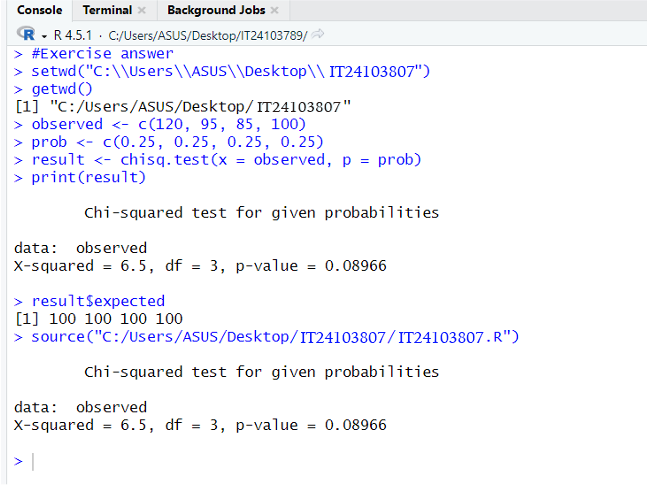 Console Terminal × Background Jobs ×
R R 4.5.1 · C:/Users/ASUS/Desktop/IT24103789/
> #Exercise answer
> setwd("C:\\Users\\ASUS\\Desktop\\IT24103807")
> getwd()
[1] "C:/Users/ASUS/Desktop/IT24103807"
> observed <- c(120, 95, 85, 100)
> prob <- c(0.25, 0.25, 0.25, 0.25)
> result <- chisq.test(x = observed, p = prob)
> print(result)
Chi-squared test for given probabilities
data: observed
X-squared = 6.5, df = 3, p-value = 0.08966
> result$expected
[1] 100 100 100 100
> source("C:/Users/ASUS/Desktop/IT24103807/IT24103807.R")
Chi-squared test for given probabilities
data: observed
X-squared = 6.5, df = 3, p-value = 0.08966
>